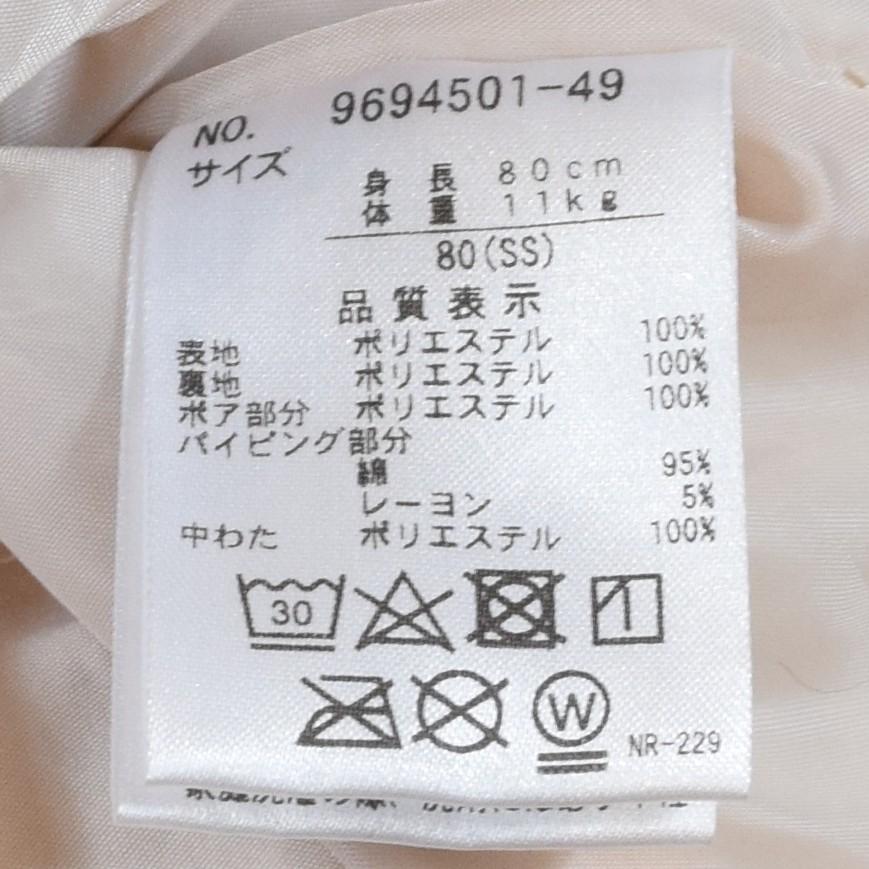 NO. 9694501-49
サイズ
身長 80cm
体重 11kg
80(SS)
品質表示
表地 ポリエステル 100%
裏地 ポリエステル 100%
ボア部分 ポリエステル 100%
パイピング部分
綿 95%
レーヨン 5%
中わた ポリエステル 100%
30
W
NR-229